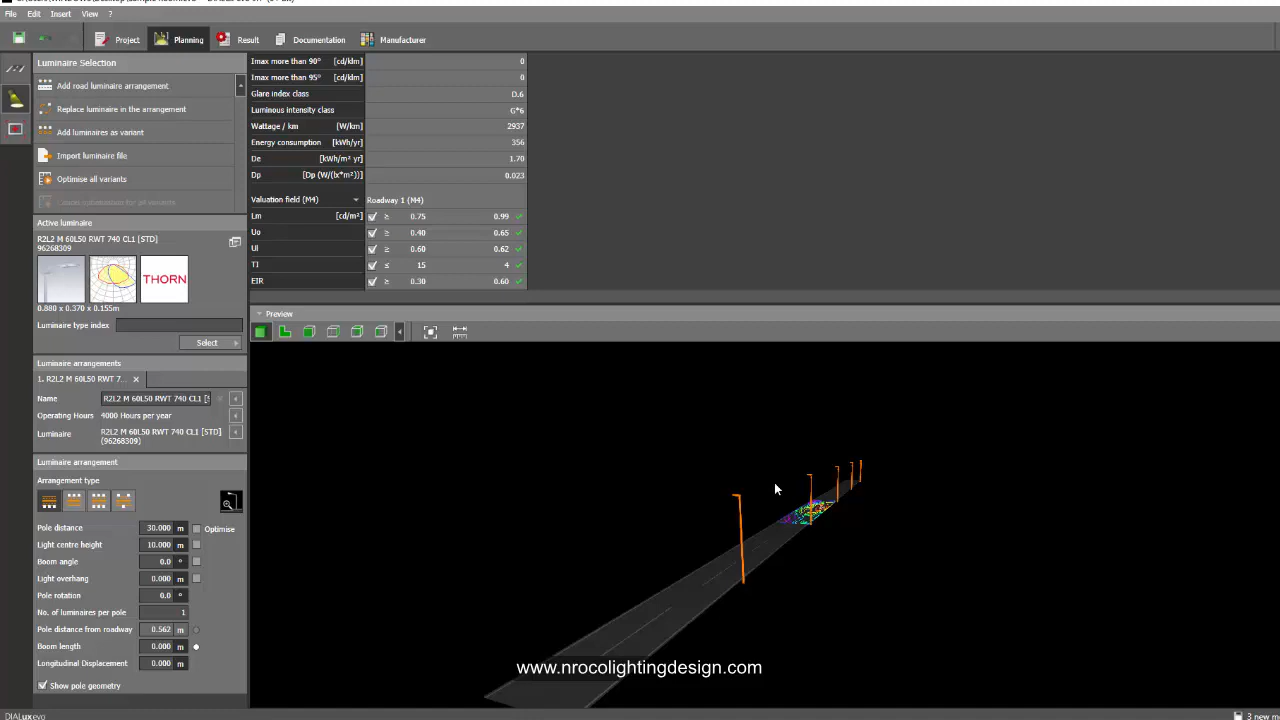 File Edit Insert View ?
Project Planning Result Documentation Manufacturer
Luminaire Selection
Add road luminaire arrangement
Replace luminaire in the arrangement
Add luminaires as variant
Import luminaire file
Optimise all variants
Active luminaire
R2L2 M 60L50 RWT 740 CL1 [STD]
96268309
THORN
0.880 x 0.370 x 0.155m
Luminaire type index
Select
Luminaire arrangements
1. R2L2 M 60L50 RWT 7...
Name R2L2 M 60L50 RWT 740 CL1 [S
Operating Hours 4000 Hours per year
Luminaire R2L2 M 60L50 RWT 740 CL1 [STD]
(96268309)
Luminaire arrangement
Arrangement type
Pole distance 30.000 m Optimise
Light centre height 10.000 m
Boom angle 0.0 °
Light overhang 0.000 m
Pole rotation 0.0 °
No. of luminaires per pole 1
Pole distance from roadway 0.562 m
Boom length 0.000 m
Longitudinal Displacement 0.000 m
Show pole geometry
Imax more than 90° [cd/klm] 0
Imax more than 95° [cd/klm] 0
Glare index class D.6
Luminous intensity class G*6
Wattage / km [W/km] 2937
Energy consumption [kWh/yr] 356
De [kWh/m² yr] 1.70
Dp [Dp (W/(lx*m²))] 0.023
Valuation field (M4) Roadway 1 (M4)
Lm [cd/m²] ≥ 0.75 0.99
Uo ≥ 0.40 0.65
Ul ≥ 0.60 0.62
TI ≤ 15 4
EIR ≥ 0.30 0.60
Preview
www.nrocolightingdesign.com
DIALux evo
3 new m